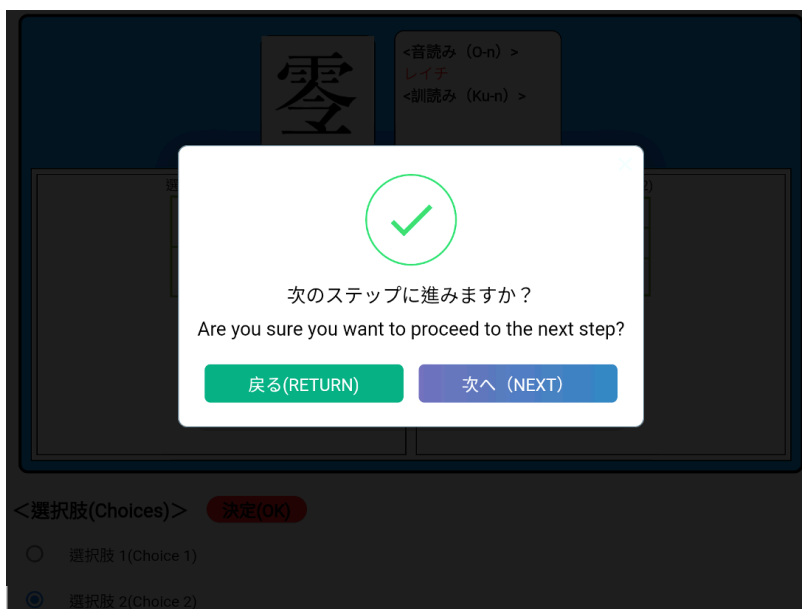 零
<音読み（O-n）>
レイチ
<訓読み（Ku-n）>
選
2)
次のステップに進みますか？
Are you sure you want to proceed to the next step?
戻る(RETURN)
次へ（NEXT）
＜選択肢(Choices)＞
決定(OK)
選択肢 1(Choice 1)
選択肢 2(Choice 2)